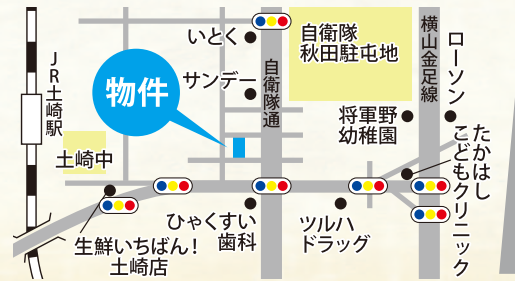 いとく
自衛隊
秋田駐屯地
横山金足線
ローソン
JR土崎駅
サンデー
自衛隊通
物件
将軍野
幼稚園
土崎中
たかはし
こどもクリニック
ひゃくすい
歯科
ツルハ
ドラッグ
生鮮いちばん!
土崎店